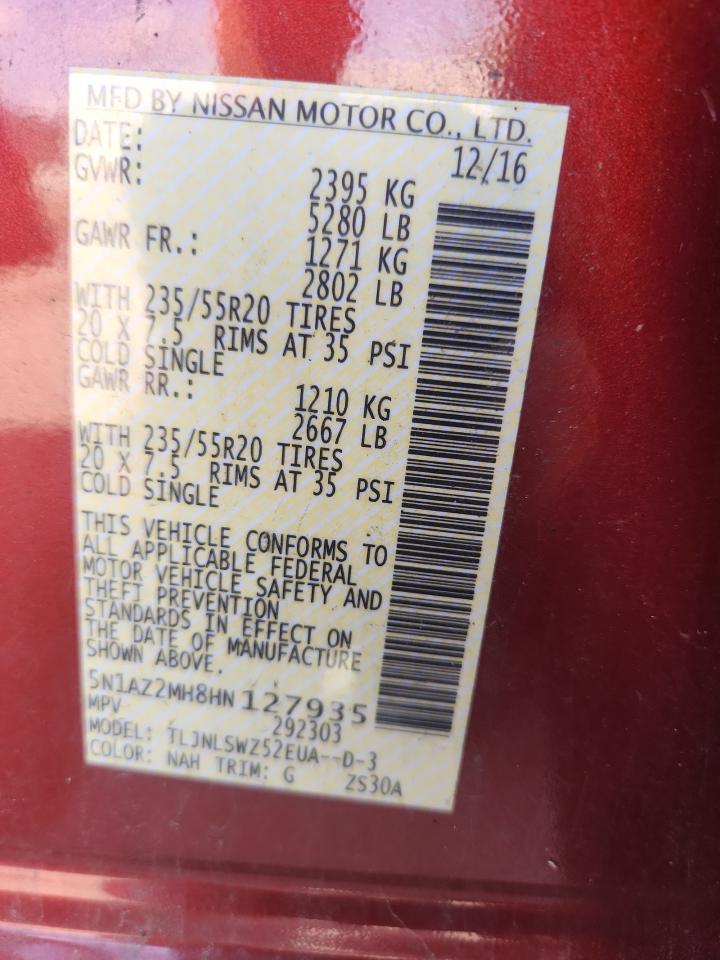 MFD BY NISSAN MOTOR CO., LTD.
DATE: 12/16
GVWR: 2395 KG
5280 LB
GAWR FR.: 1271 KG
2802 LB
WITH 235/55R20 TIRES
20 X 7.5 RIMS AT 35 PSI
COLD SINGLE
GAWR RR.: 1210 KG
2667 LB
WITH 235/55R20 TIRES
20 X 7.5 RIMS AT 35 PSI
COLD SINGLE
THIS VEHICLE CONFORMS TO
ALL APPLICABLE FEDERAL
MOTOR VEHICLE SAFETY AND
THEFT PREVENTION
STANDARDS IN EFFECT ON
THE DATE OF MANUFACTURE
SHOWN ABOVE.
5N1AZ2MH8HN127935
MPV 292303
MODEL: TLJNLSWZ52EUA--D-3
COLOR: NAH TRIM: G ZS30A